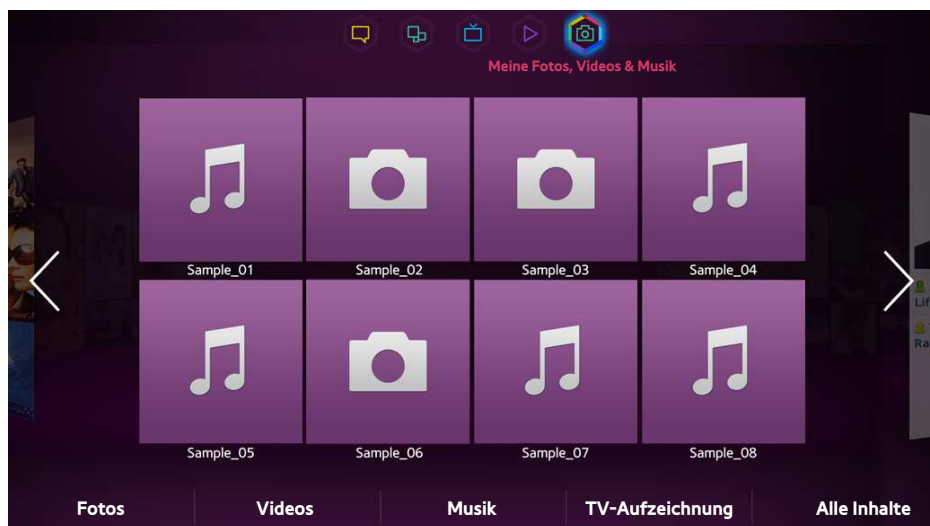 Meine Fotos, Videos & Musik
Sample_01 Sample_02 Sample_03 Sample_04
Sample_05 Sample_06 Sample_07 Sample_08
Fotos Videos Musik TV-Aufzeichnung Alle Inhalte